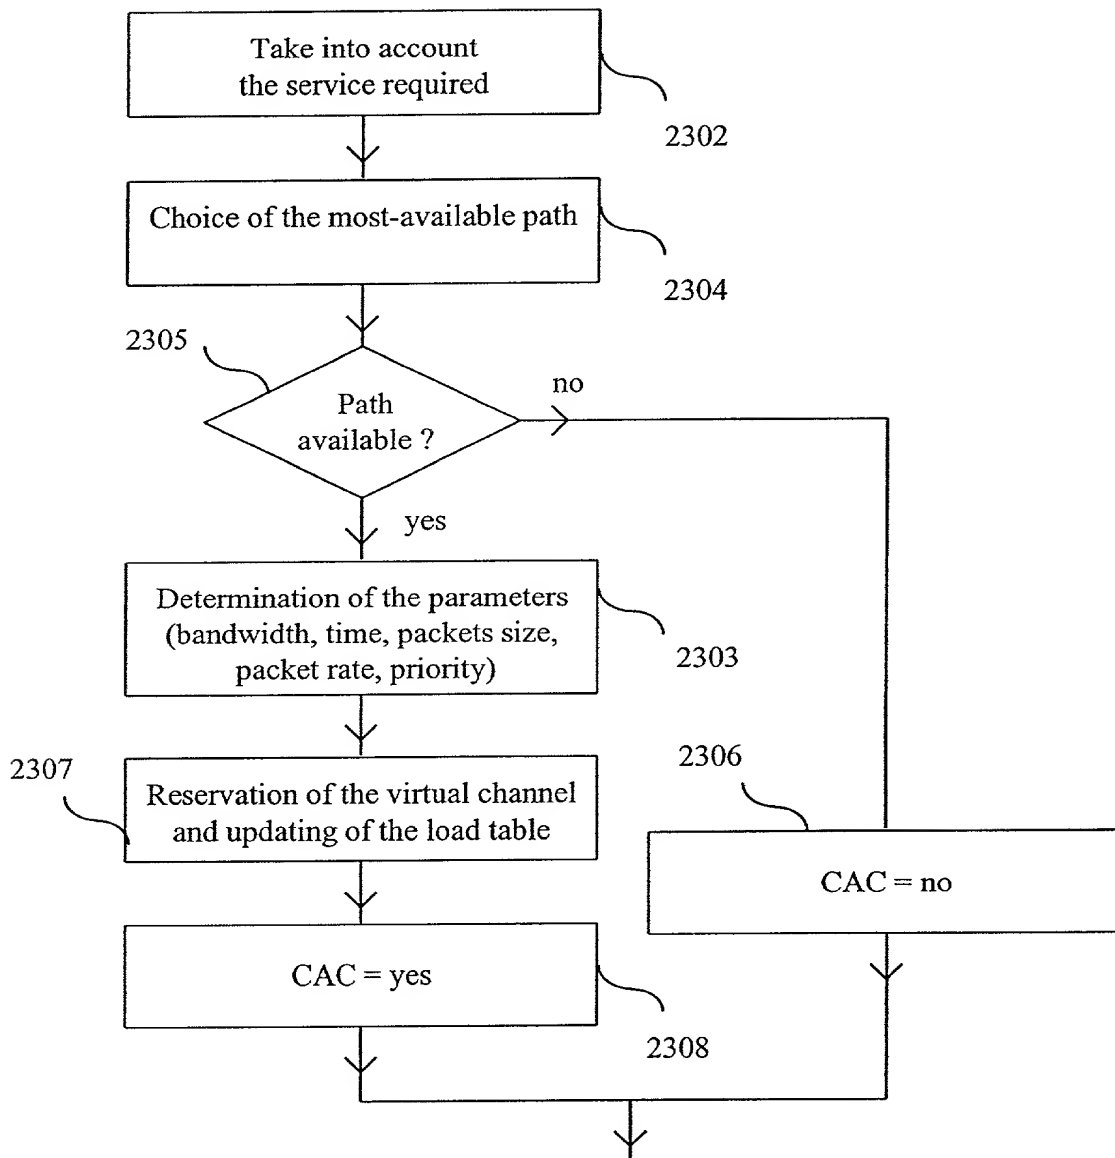 Take into account
the service required
2302
Choice of the most-available path
2304
2305
Path
available ?
no
yes
Determination of the parameters
(bandwidth, time, packets size,
packet rate, priority)
2303
2307
Reservation of the virtual channel
and updating of the load table
2306
CAC = no
CAC = yes
2308